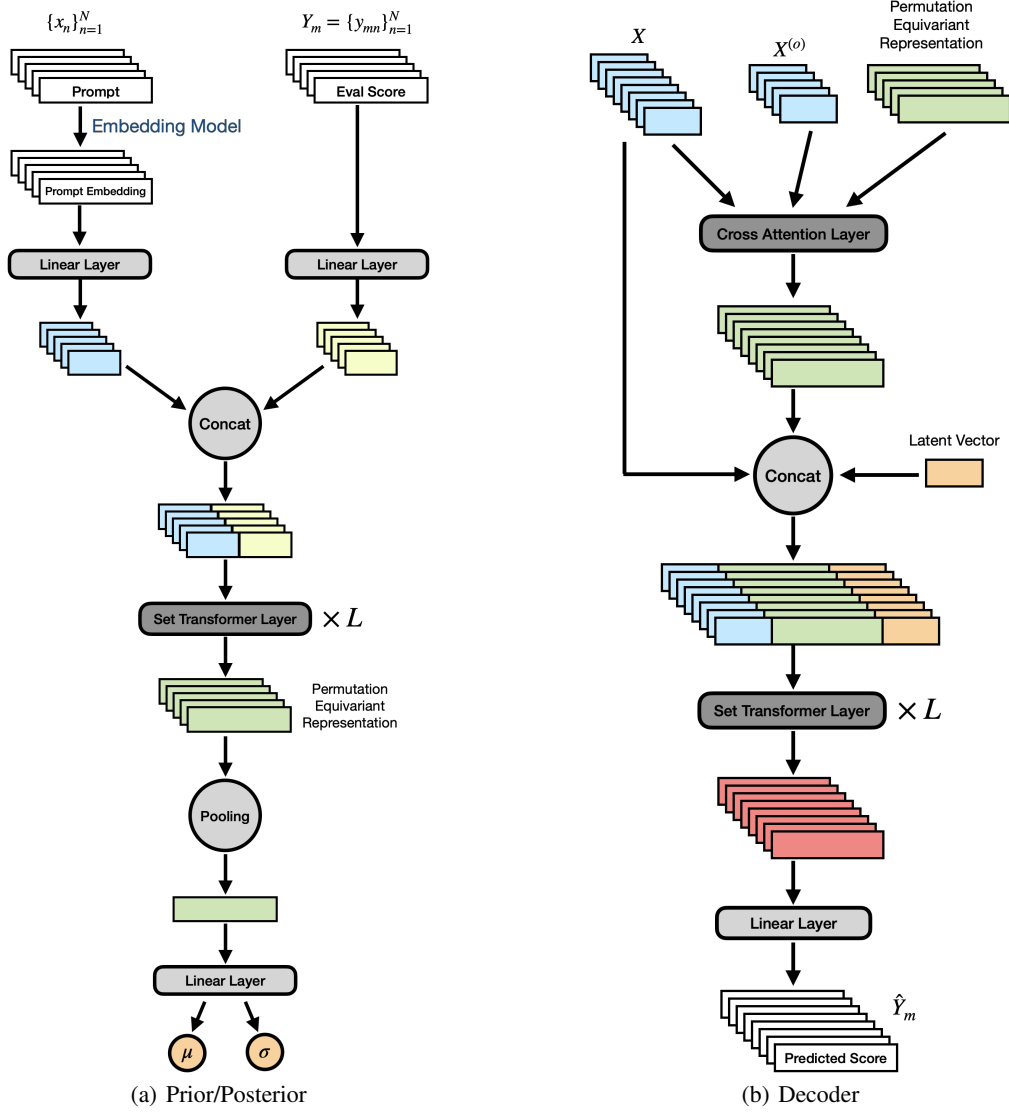 {x_n}_{n=1}^N
Y_m = {y_{mn}}_{n=1}^N
Prompt
Eval Score
Embedding Model
Prompt Embedding
Linear Layer
Linear Layer
Concat
Set Transformer Layer
× L
Permutation
Equivariant
Representation
Pooling
Linear Layer
μ
σ
(a) Prior/Posterior
X
X^{(o)}
Permutation
Equivariant
Representation
Cross Attention Layer
Latent Vector
Concat
Set Transformer Layer
× L
Linear Layer
Ŷ_m
Predicted Score
(b) Decoder